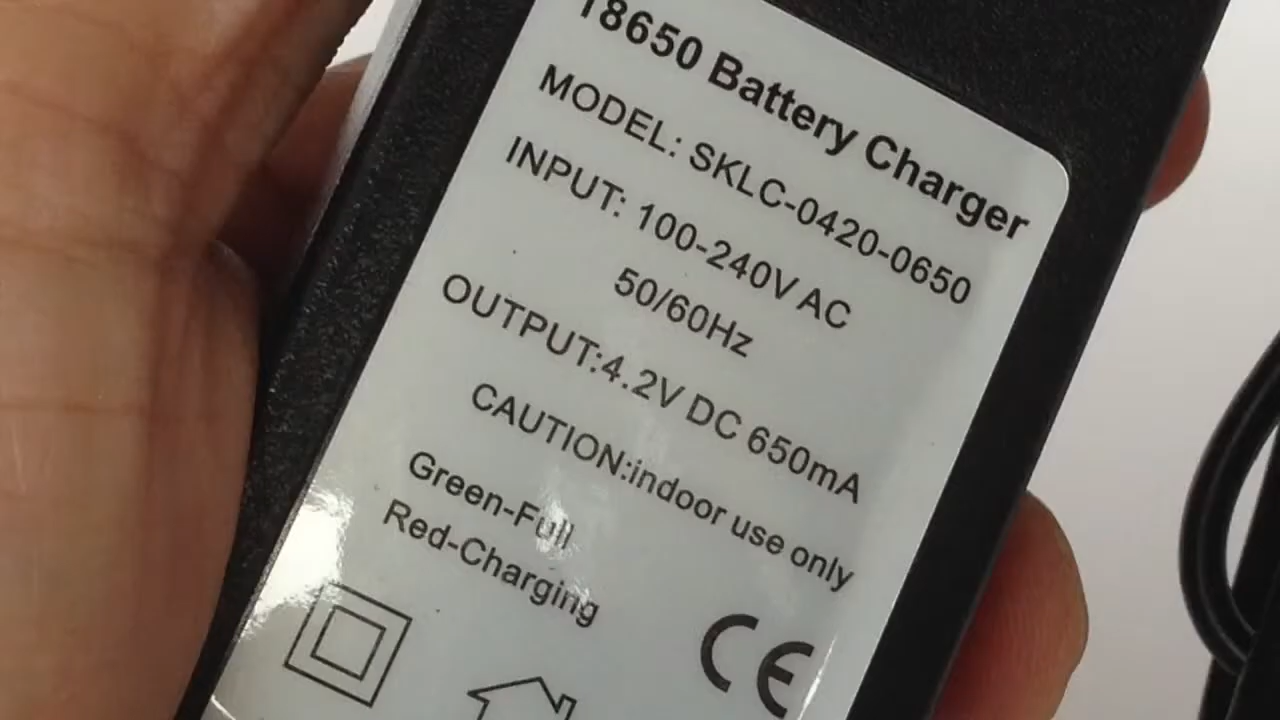 18650 Battery Charger
MODEL: SKLC-0420-0650
INPUT: 100-240V AC
50/60Hz
OUTPUT:4.2V DC 650mA
CAUTION:indoor use only
Green-Full
Red-Charging
CE